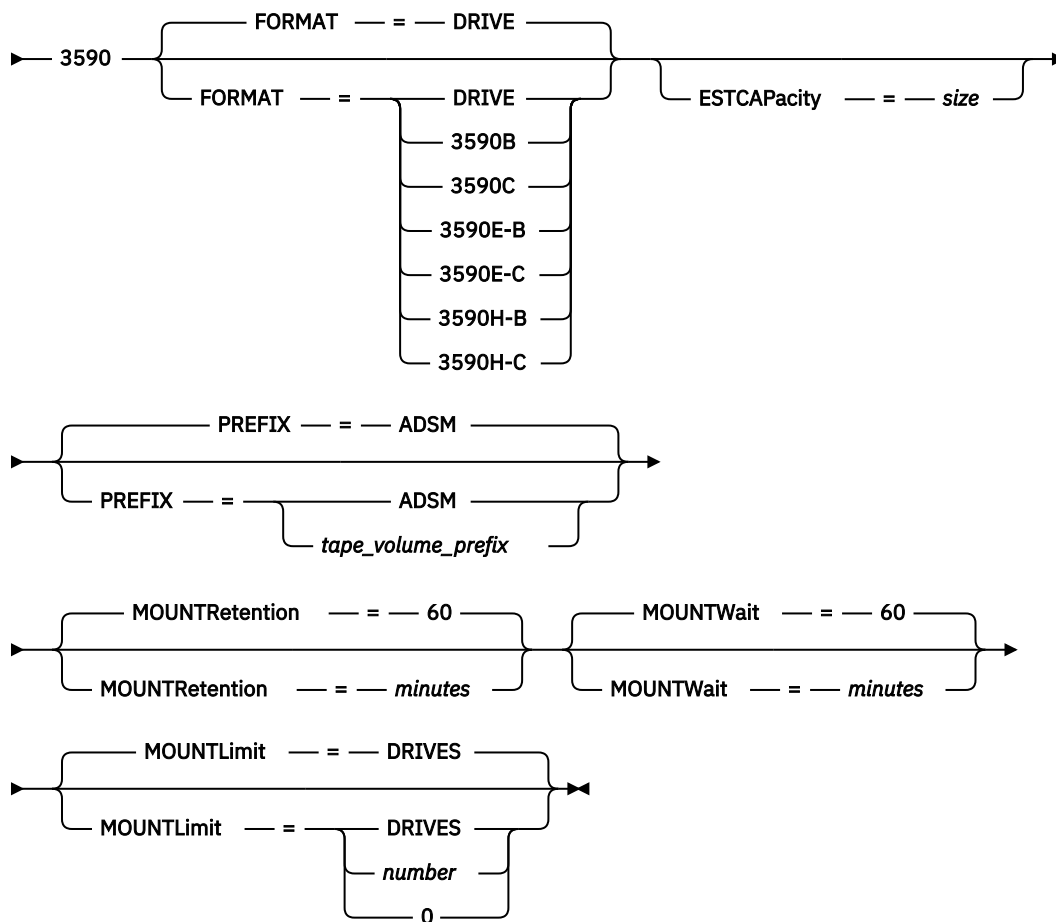 FORMAT = DRIVE
3590
FORMAT = DRIVE
ESTCAPacity = size
3590B
3590C
3590E-B
3590E-C
3590H-B
3590H-C
PREFIX = ADSM
PREFIX = ADSM
tape_volume_prefix
MOUNTRetention = 60 MOUNTWait = 60
MOUNTRetention = minutes MOUNTWait = minutes
MOUNTLimit = DRIVES
MOUNTLimit = DRIVES
number
0